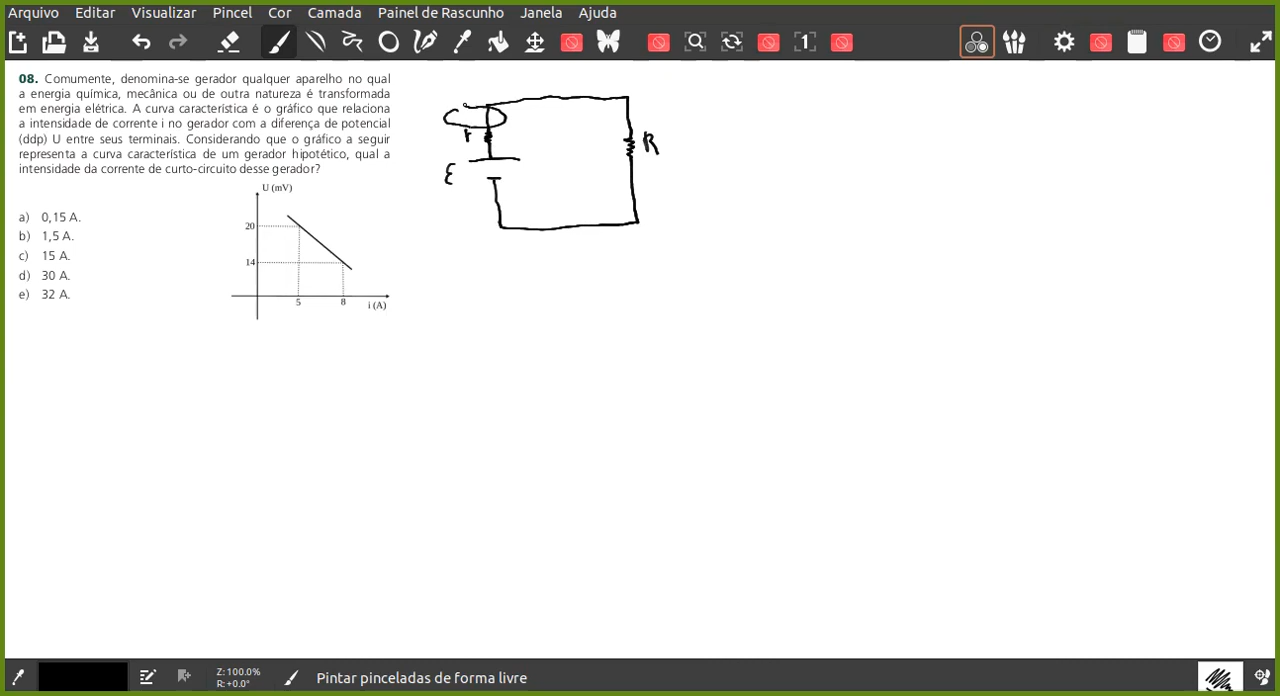 Arquivo Editar Visualizar Pincel Cor Camada Painel de Rascunho Janela Ajuda
08. Comumente, denomina-se gerador qualquer aparelho no qual
a energia química, mecânica ou de outra natureza é transformada
em energia elétrica. A curva característica é o gráfico que relaciona
a intensidade de corrente i no gerador com a diferença de potencial
(ddp) U entre seus terminais. Considerando que o gráfico a seguir
representa a curva característica de um gerador hipotético, qual a
intensidade da corrente de curto-circuito desse gerador?
a) 0,15 A.
b) 1,5 A.
c) 15 A.
d) 30 A.
e) 32 A.
U (mV)
20
14
5 8 i (A)
r
E
R
1
Z: 100.0%
R: +0.0°
Pintar pinceladas de forma livre